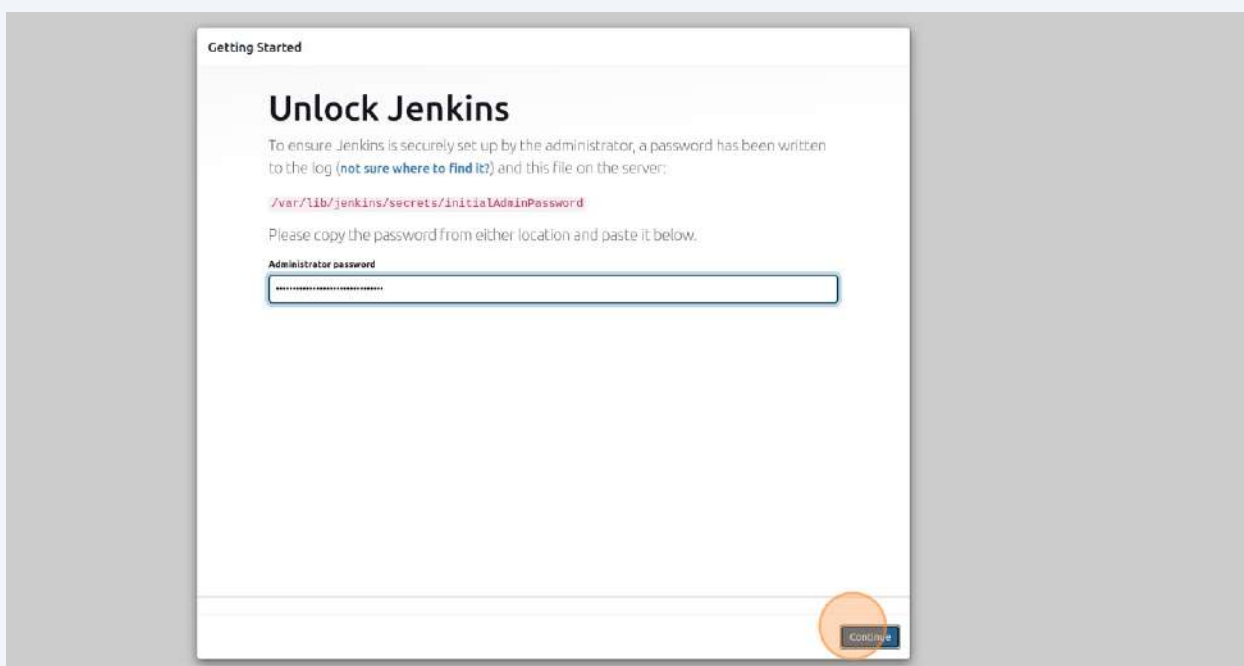 Getting Started
Unlock Jenkins
To ensure Jenkins is securely set up by the administrator, a password has been written
to the log (not sure where to find it?) and this file on the server:
/var/lib/jenkins/secrets/initialAdminPassword
Please copy the password from either location and paste it below.
Administrator password
••••••••••••••••••••••••••••••••
Continue